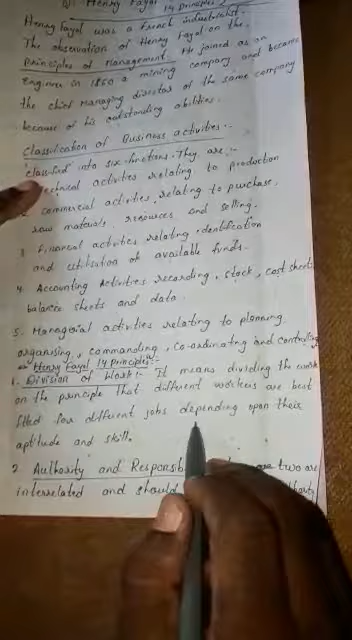 Q1. Henry Fayol 14 Principles?
Henry Fayol was a French industrialist.
The observation of Henry Fayol on the
Principles of Management. He joined as an
Engineer in 1860 a mining company and became
the chief Managing director of the same company
because of his outstanding abilities.
Classification of Business activities:-
'Classified' into six functions. They are:-
Technical activities relating to production
commercial activities, relating to purchase.
raw materials, resources and selling.
3. Financial activities relating identification
and utilisation of available funds.
4. Accounting Activities recording, stock, cost sheets,
balance sheets and data.
5. Managerial activities relating to planning
organising, commanding, co-ordinating and controlling
Henry Fayol 14 Principles:-
1. Division of Work:- It means dividing the work
on the principle that different workers are best
fitted for different jobs depending upon their
aptitude and skill.
2. Authority and two are
interrelated and should